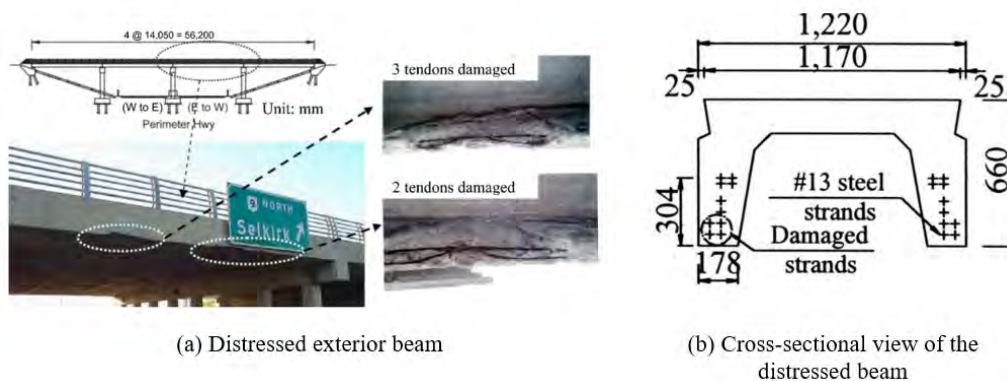 4 @ 14,050 = 56,200
(W to E)
(E to W)
Unit: mm
Perimeter Hwy
3 tendons damaged
2 tendons damaged
9 NORTH
Selkirk
(a) Distressed exterior beam
1,220
1,170
25
25
660
304
#13 steel
strands
Damaged
strands
178
(b) Cross-sectional view of the
distressed beam